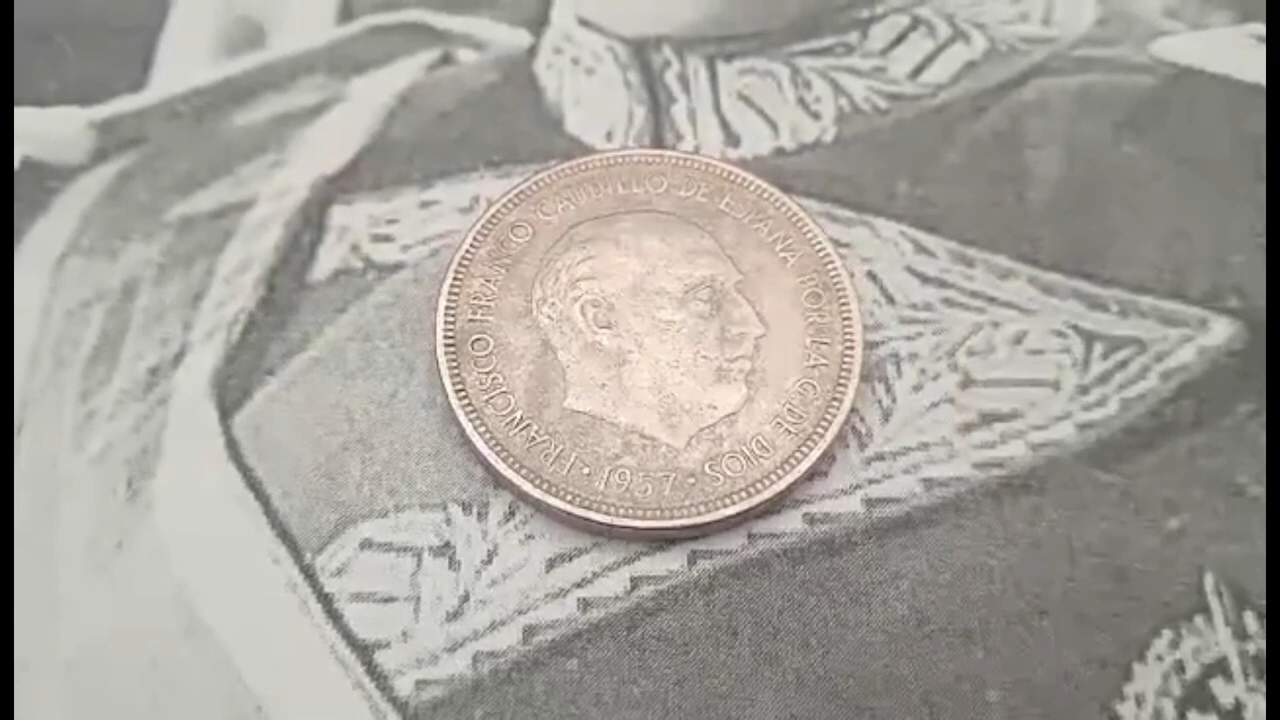 FRANCISCO FRANCO CAUDILLO DE ESPAÑA POR LA G. DE DIOS
• 1957 •